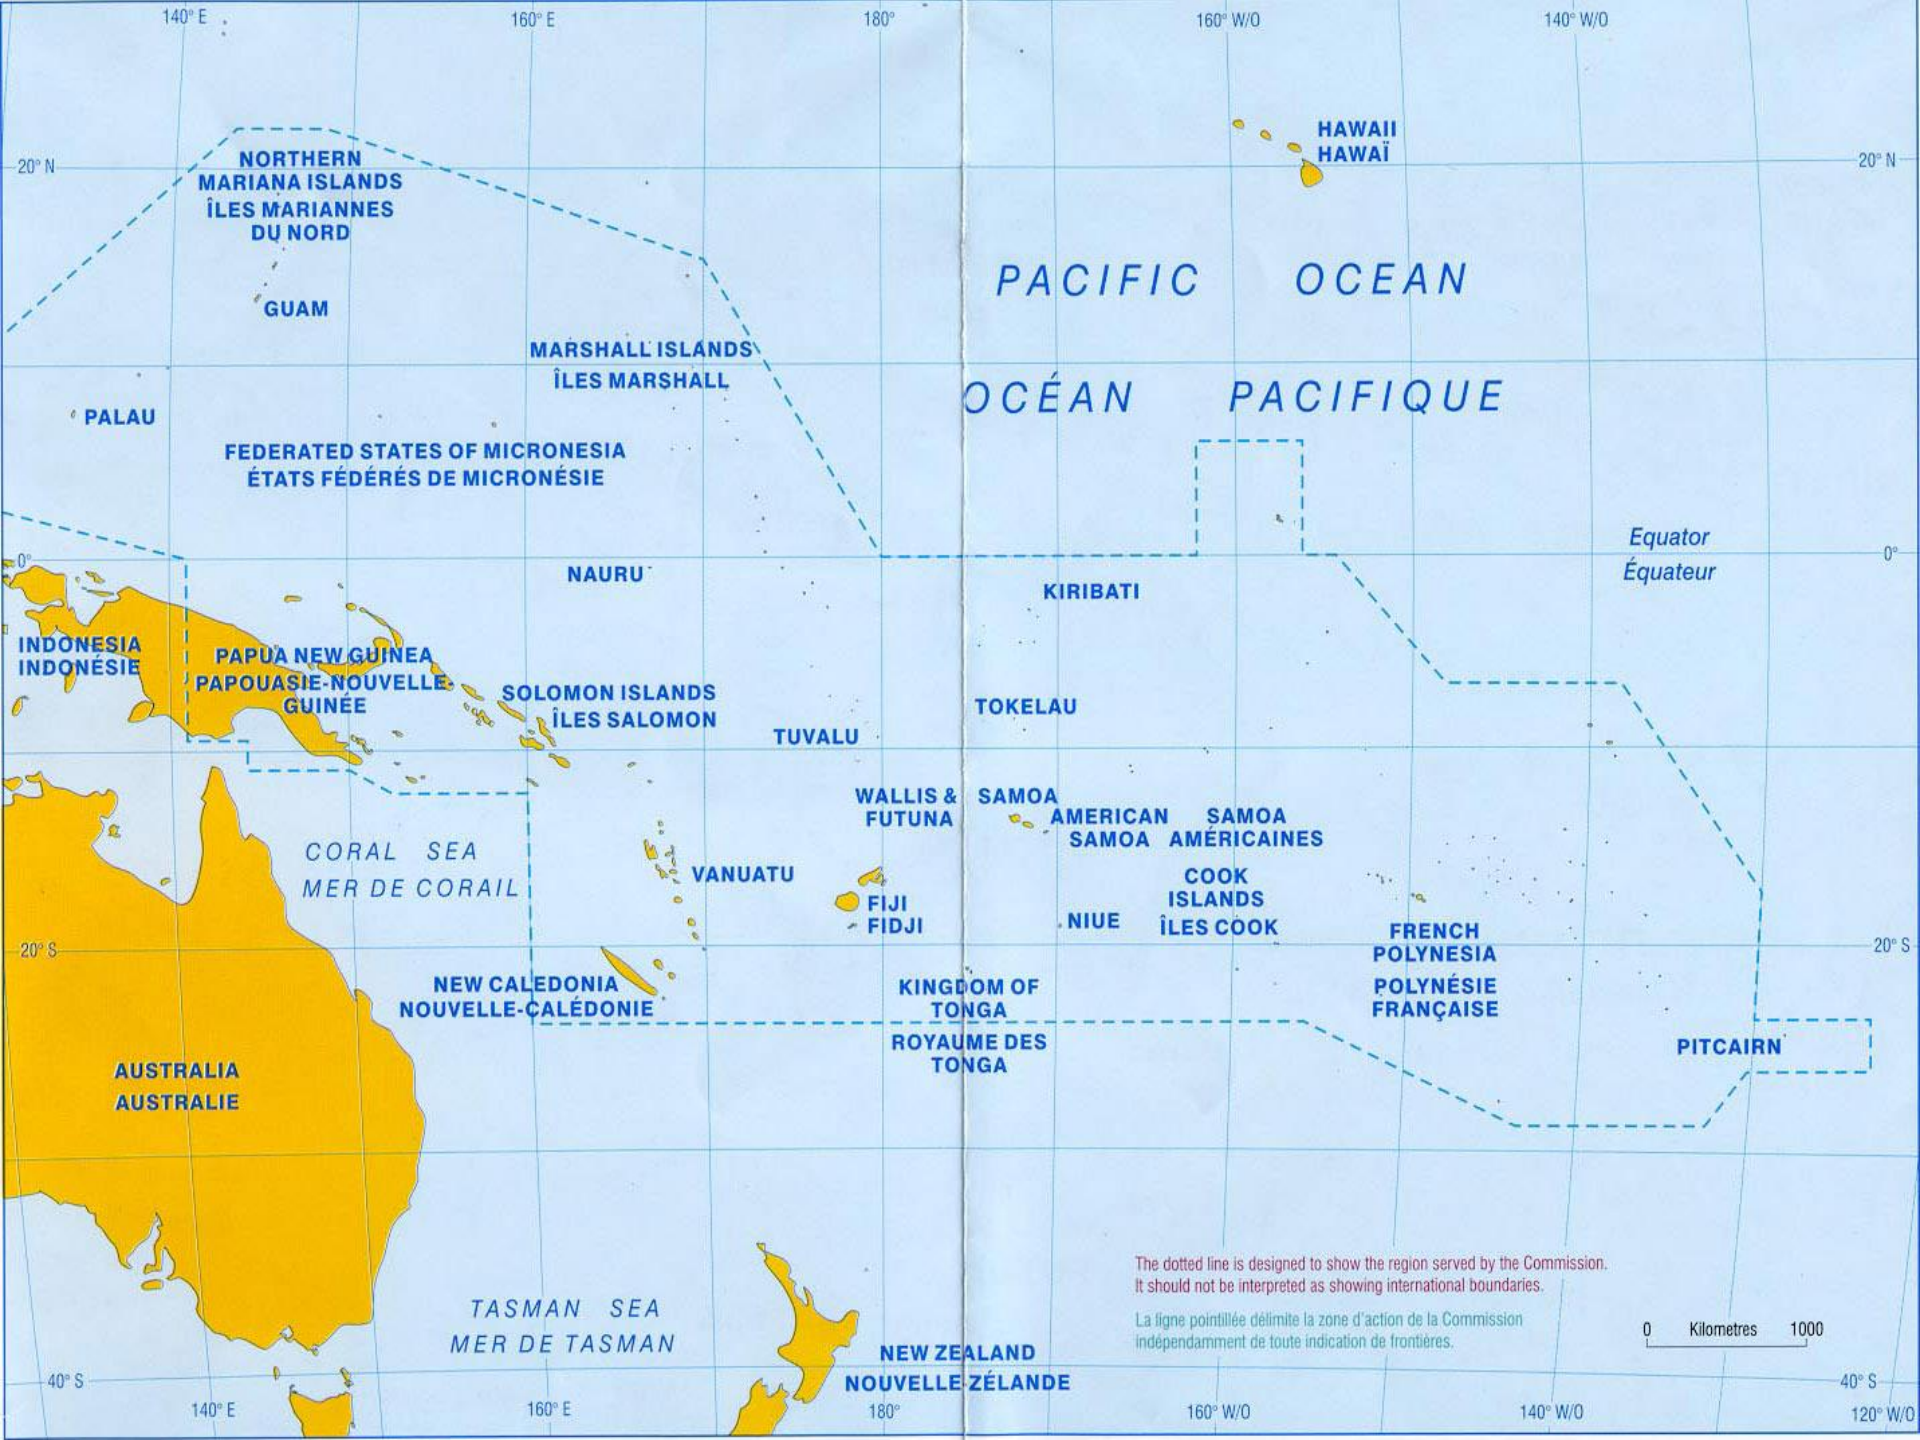 140° E
160° E
180°
160° W/O
140° W/O
HAWAII
HAWAÏ
20° N
20° N
NORTHERN
MARIANA ISLANDS
ÎLES MARIANNES
DU NORD
GUAM
PACIFIC OCEAN
MARSHALL ISLANDS
ÎLES MARSHALL
OCÉAN PACIFIQUE
PALAU
FEDERATED STATES OF MICRONESIA
ÉTATS FÉDÉRÉS DE MICRONÉSIE
Equator
Équateur
0°
0°
NAURU
KIRIBATI
INDONESIA
INDONÉSIE
PAPUA NEW GUINEA
PAPOUASIE-NOUVELLE-
GUINÉE
SOLOMON ISLANDS
ÎLES SALOMON
TOKELAU
TUVALU
WALLIS &
FUTUNA
SAMOA
AMERICAN
SAMOA
SAMOA
AMÉRICAINES
CORAL SEA
MER DE CORAIL
VANUATU
FIJI
FIDJI
COOK
ISLANDS
ÎLES COOK
NIUE
FRENCH
POLYNESIA
POLYNÉSIE
FRANÇAISE
20° S
20° S
NEW CALEDONIA
NOUVELLE-CALÉDONIE
KINGDOM OF
TONGA
ROYAUME DES
TONGA
PITCAIRN
AUSTRALIA
AUSTRALIE
The dotted line is designed to show the region served by the Commission.
It should not be interpreted as showing international boundaries.
La ligne pointillée délimite la zone d'action de la Commission
indépendamment de toute indication de frontières.
0 Kilometres 1000
TASMAN SEA
MER DE TASMAN
NEW ZEALAND
NOUVELLE-ZÉLANDE
40° S
40° S
140° E
160° E
180°
160° W/O
140° W/O
120° W/O